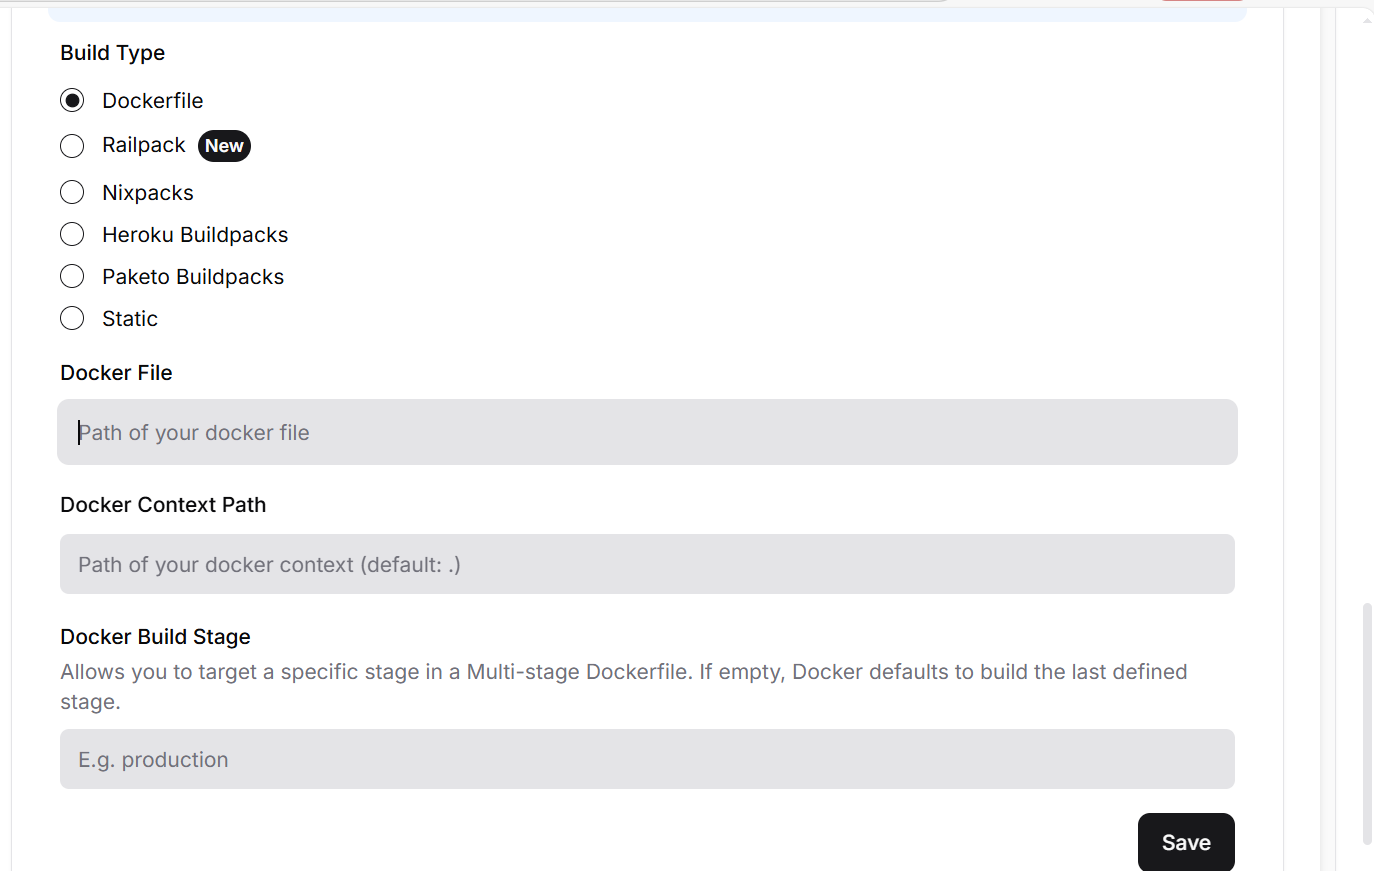 Build Type
Dockerfile
Railpack New
Nixpacks
Heroku Buildpacks
Paketo Buildpacks
Static
Docker File
Path of your docker file
Docker Context Path
Path of your docker context (default: .)
Docker Build Stage
Allows you to target a specific stage in a Multi-stage Dockerfile. If empty, Docker defaults to build the last defined
stage.
E.g. production
Save